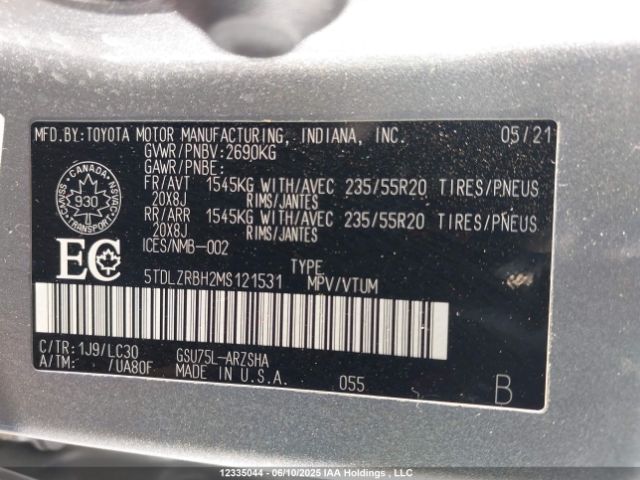 MFD.BY:TOYOTA MOTOR MANUFACTURING, INDIANA, INC. 05/21
GVWR/PNBV:2690KG
GAWR/PNBE:
FR/AVT 1545KG WITH/AVEC 235/55R20 TIRES/PNEUS
20X8J RIMS/JANTES
RR/ARR 1545KG WITH/AVEC 235/55R20 TIRES/PNEUS
20X8J RIMS/JANTES
ICES/NMB-002
CANADA
CMVSS
930
NSVAC
TRANSPORT
EC
TYPE
5TDLZRBH2MS121531 MPV/VTUM
C/TR:1J9/LC30 GSU75L-ARZSHA
A/TM: /UA80F MADE IN U.S.A. 055 B
12335044 — 06/10/2025 IAA Holdings , LLC